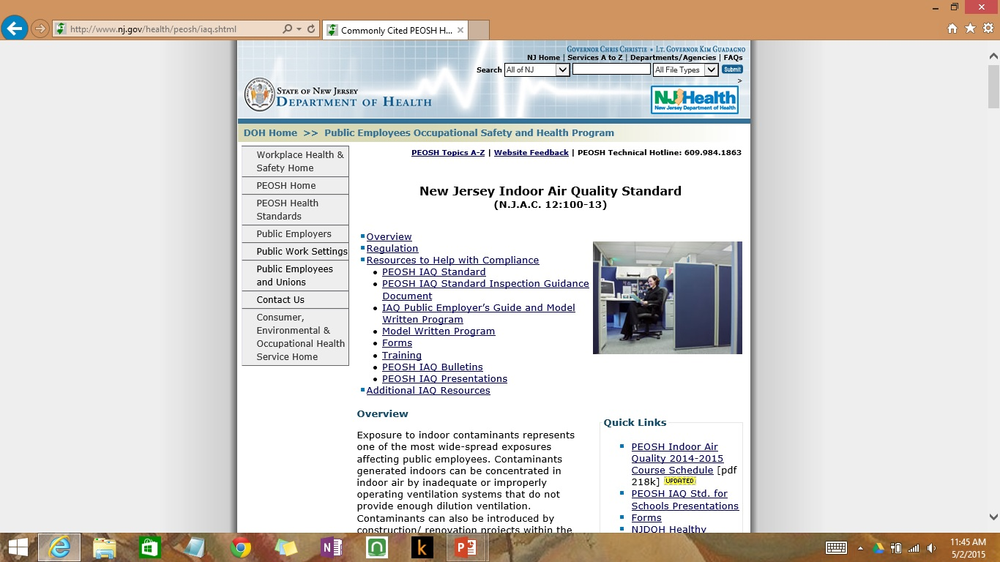 http://www.nj.gov/health/peosh/iaq.shtml
Commonly Cited PEOSH H...
GOVERNOR CHRIS CHRISTIE • LT. GOVERNOR KIM GUADAGNO
NJ Home | Services A to Z | Departments/Agencies | FAQs
Search All of NJ All File Types Submit
>
STATE OF NEW JERSEY
DEPARTMENT OF HEALTH
NJHealth
New Jersey Department of Health
DOH Home >> Public Employees Occupational Safety and Health Program
Workplace Health &
Safety Home
PEOSH Home
PEOSH Health
Standards
Public Employers
Public Work Settings
Public Employees
and Unions
Contact Us
Consumer,
Environmental &
Occupational Health
Service Home
PEOSH Topics A-Z | Website Feedback | PEOSH Technical Hotline: 609.984.1863
New Jersey Indoor Air Quality Standard
(N.J.A.C. 12:100-13)
Overview
Regulation
Resources to Help with Compliance
PEOSH IAQ Standard
PEOSH IAQ Standard Inspection Guidance
Document
IAQ Public Employer's Guide and Model
Written Program
Model Written Program
Forms
Training
PEOSH IAQ Bulletins
PEOSH IAQ Presentations
Additional IAQ Resources
Overview
Exposure to indoor contaminants represents
one of the most wide-spread exposures
affecting public employees. Contaminants
generated indoors can be concentrated in
indoor air by inadequate or improperly
operating ventilation systems that do not
provide enough dilution ventilation.
Contaminants can also be introduced by
construction/ renovation projects within the
Quick Links
PEOSH Indoor Air
Quality 2014-2015
Course Schedule [pdf
218k] UPDATED
PEOSH IAQ Std. for
Schools Presentations
Forms
NJDOH Healthy
11:45 AM
5/2/2015